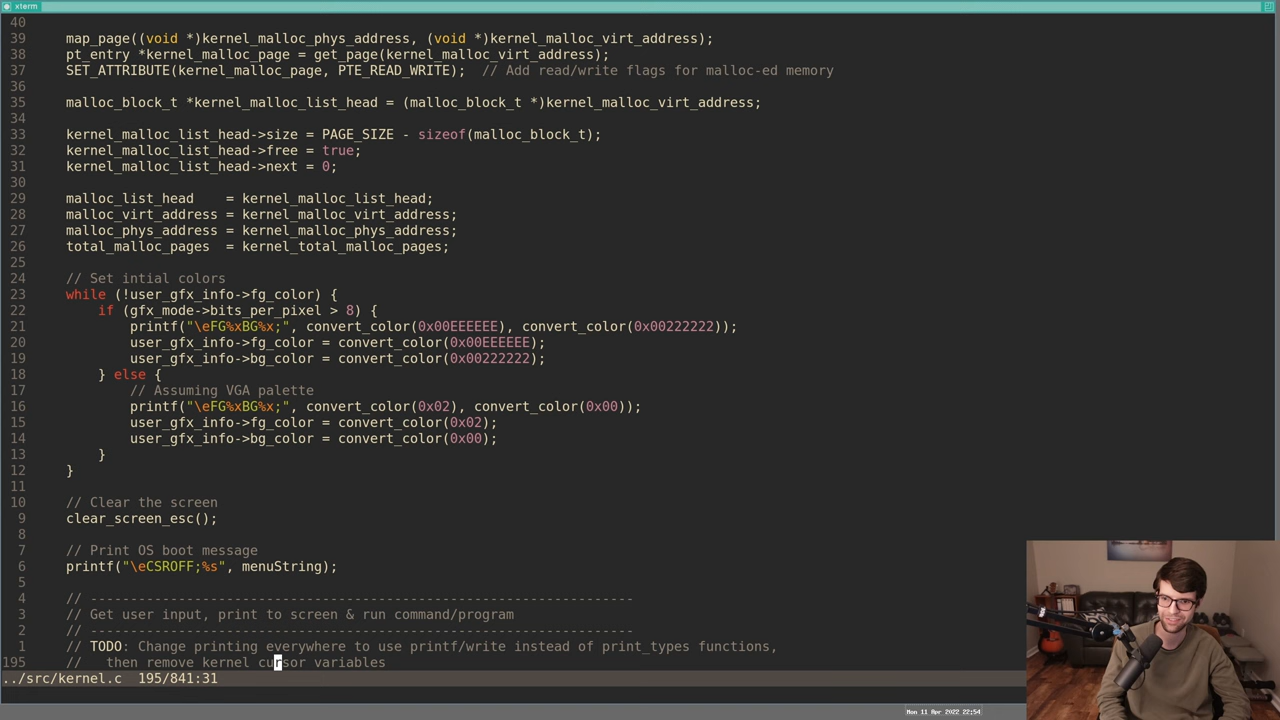 xterm
40
39 map_page((void *)kernel_malloc_phys_address, (void *)kernel_malloc_virt_address);
38 pt_entry *kernel_malloc_page = get_page(kernel_malloc_virt_address);
37 SET_ATTRIBUTE(kernel_malloc_page, PTE_READ_WRITE);  // Add read/write flags for malloc-ed memory
36
35 malloc_block_t *kernel_malloc_list_head = (malloc_block_t *)kernel_malloc_virt_address;
34
33 kernel_malloc_list_head->size = PAGE_SIZE - sizeof(malloc_block_t);
32 kernel_malloc_list_head->free = true;
31 kernel_malloc_list_head->next = 0;
30
29 malloc_list_head    = kernel_malloc_list_head;
28 malloc_virt_address = kernel_malloc_virt_address;
27 malloc_phys_address = kernel_malloc_phys_address;
26 total_malloc_pages  = kernel_total_malloc_pages;
25
24 // Set intial colors
23 while (!user_gfx_info->fg_color) {
22     if (gfx_mode->bits_per_pixel > 8) {
21         printf("\eFG%xBG%x;", convert_color(0x00EEEEEE), convert_color(0x00222222));
20         user_gfx_info->fg_color = convert_color(0x00EEEEEE);
19         user_gfx_info->bg_color = convert_color(0x00222222);
18     } else {
17         // Assuming VGA palette
16         printf("\eFG%xBG%x;", convert_color(0x02), convert_color(0x00));
15         user_gfx_info->fg_color = convert_color(0x02);
14         user_gfx_info->bg_color = convert_color(0x00);
13     }
12 }
11
10 // Clear the screen
9 clear_screen_esc();
8
7 // Print OS boot message
6 printf("\eCSROFF;%s", menuString);
5
4 // --------------------------------------------------------------------
3 // Get user input, print to screen & run command/program
2 // --------------------------------------------------------------------
1 // TODO: Change printing everywhere to use printf/write instead of print_types functions,
195 //   then remove kernel cursor variables
../src/kernel.c  195/841:31
Mon 11 Apr 2022 22:54